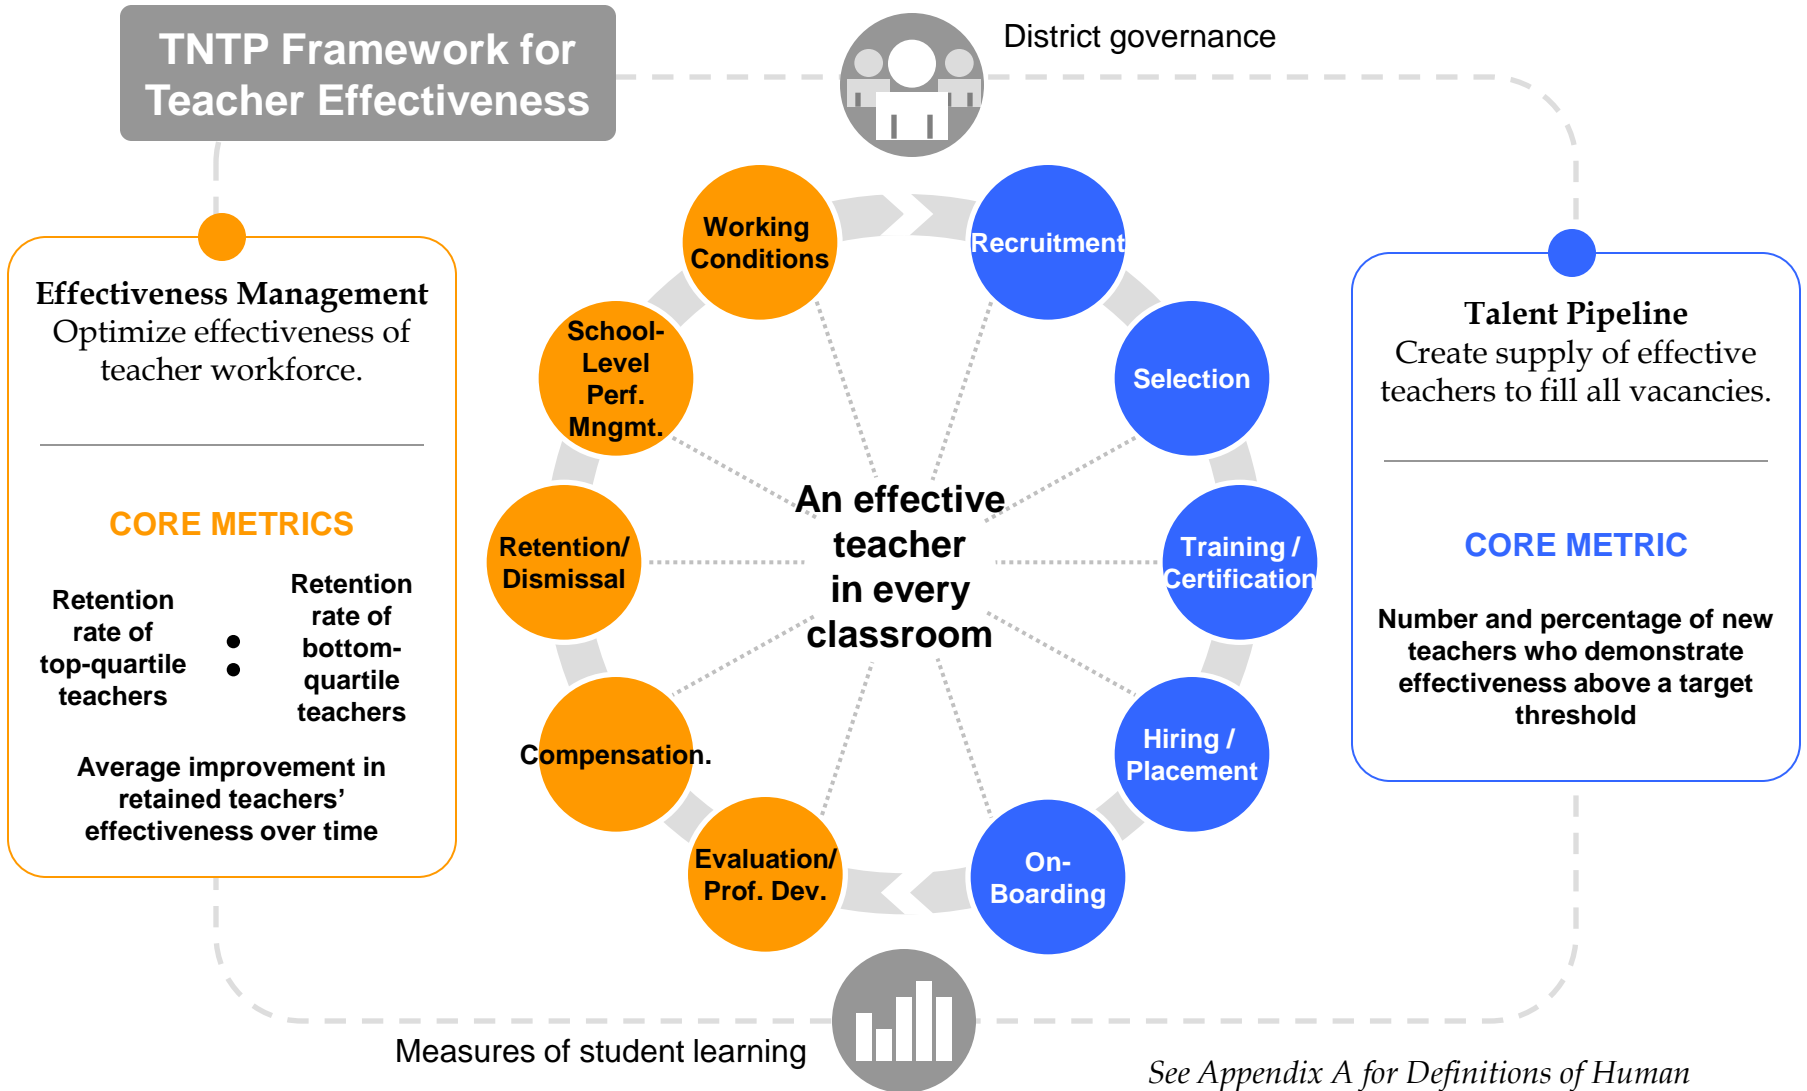 TNTP Framework for
Teacher Effectiveness
District governance
Effectiveness Management
Optimize effectiveness of
teacher workforce.
CORE METRICS
Retention
rate of
top-quartile
teachers
:
Retention
rate of
bottom-
quartile
teachers
Average improvement in
retained teachers’
effectiveness over time
Working
Conditions
School-
Level
Perf.
Mngmt.
Retention/
Dismissal
Compensation.
Evaluation/
Prof. Dev.
An effective
teacher
in every
classroom
Recruitment
Selection
Training /
Certification
Hiring /
Placement
On-
Boarding
Talent Pipeline
Create supply of effective
teachers to fill all vacancies.
CORE METRIC
Number and percentage of new
teachers who demonstrate
effectiveness above a target
threshold
Measures of student learning
See Appendix A for Definitions of Human